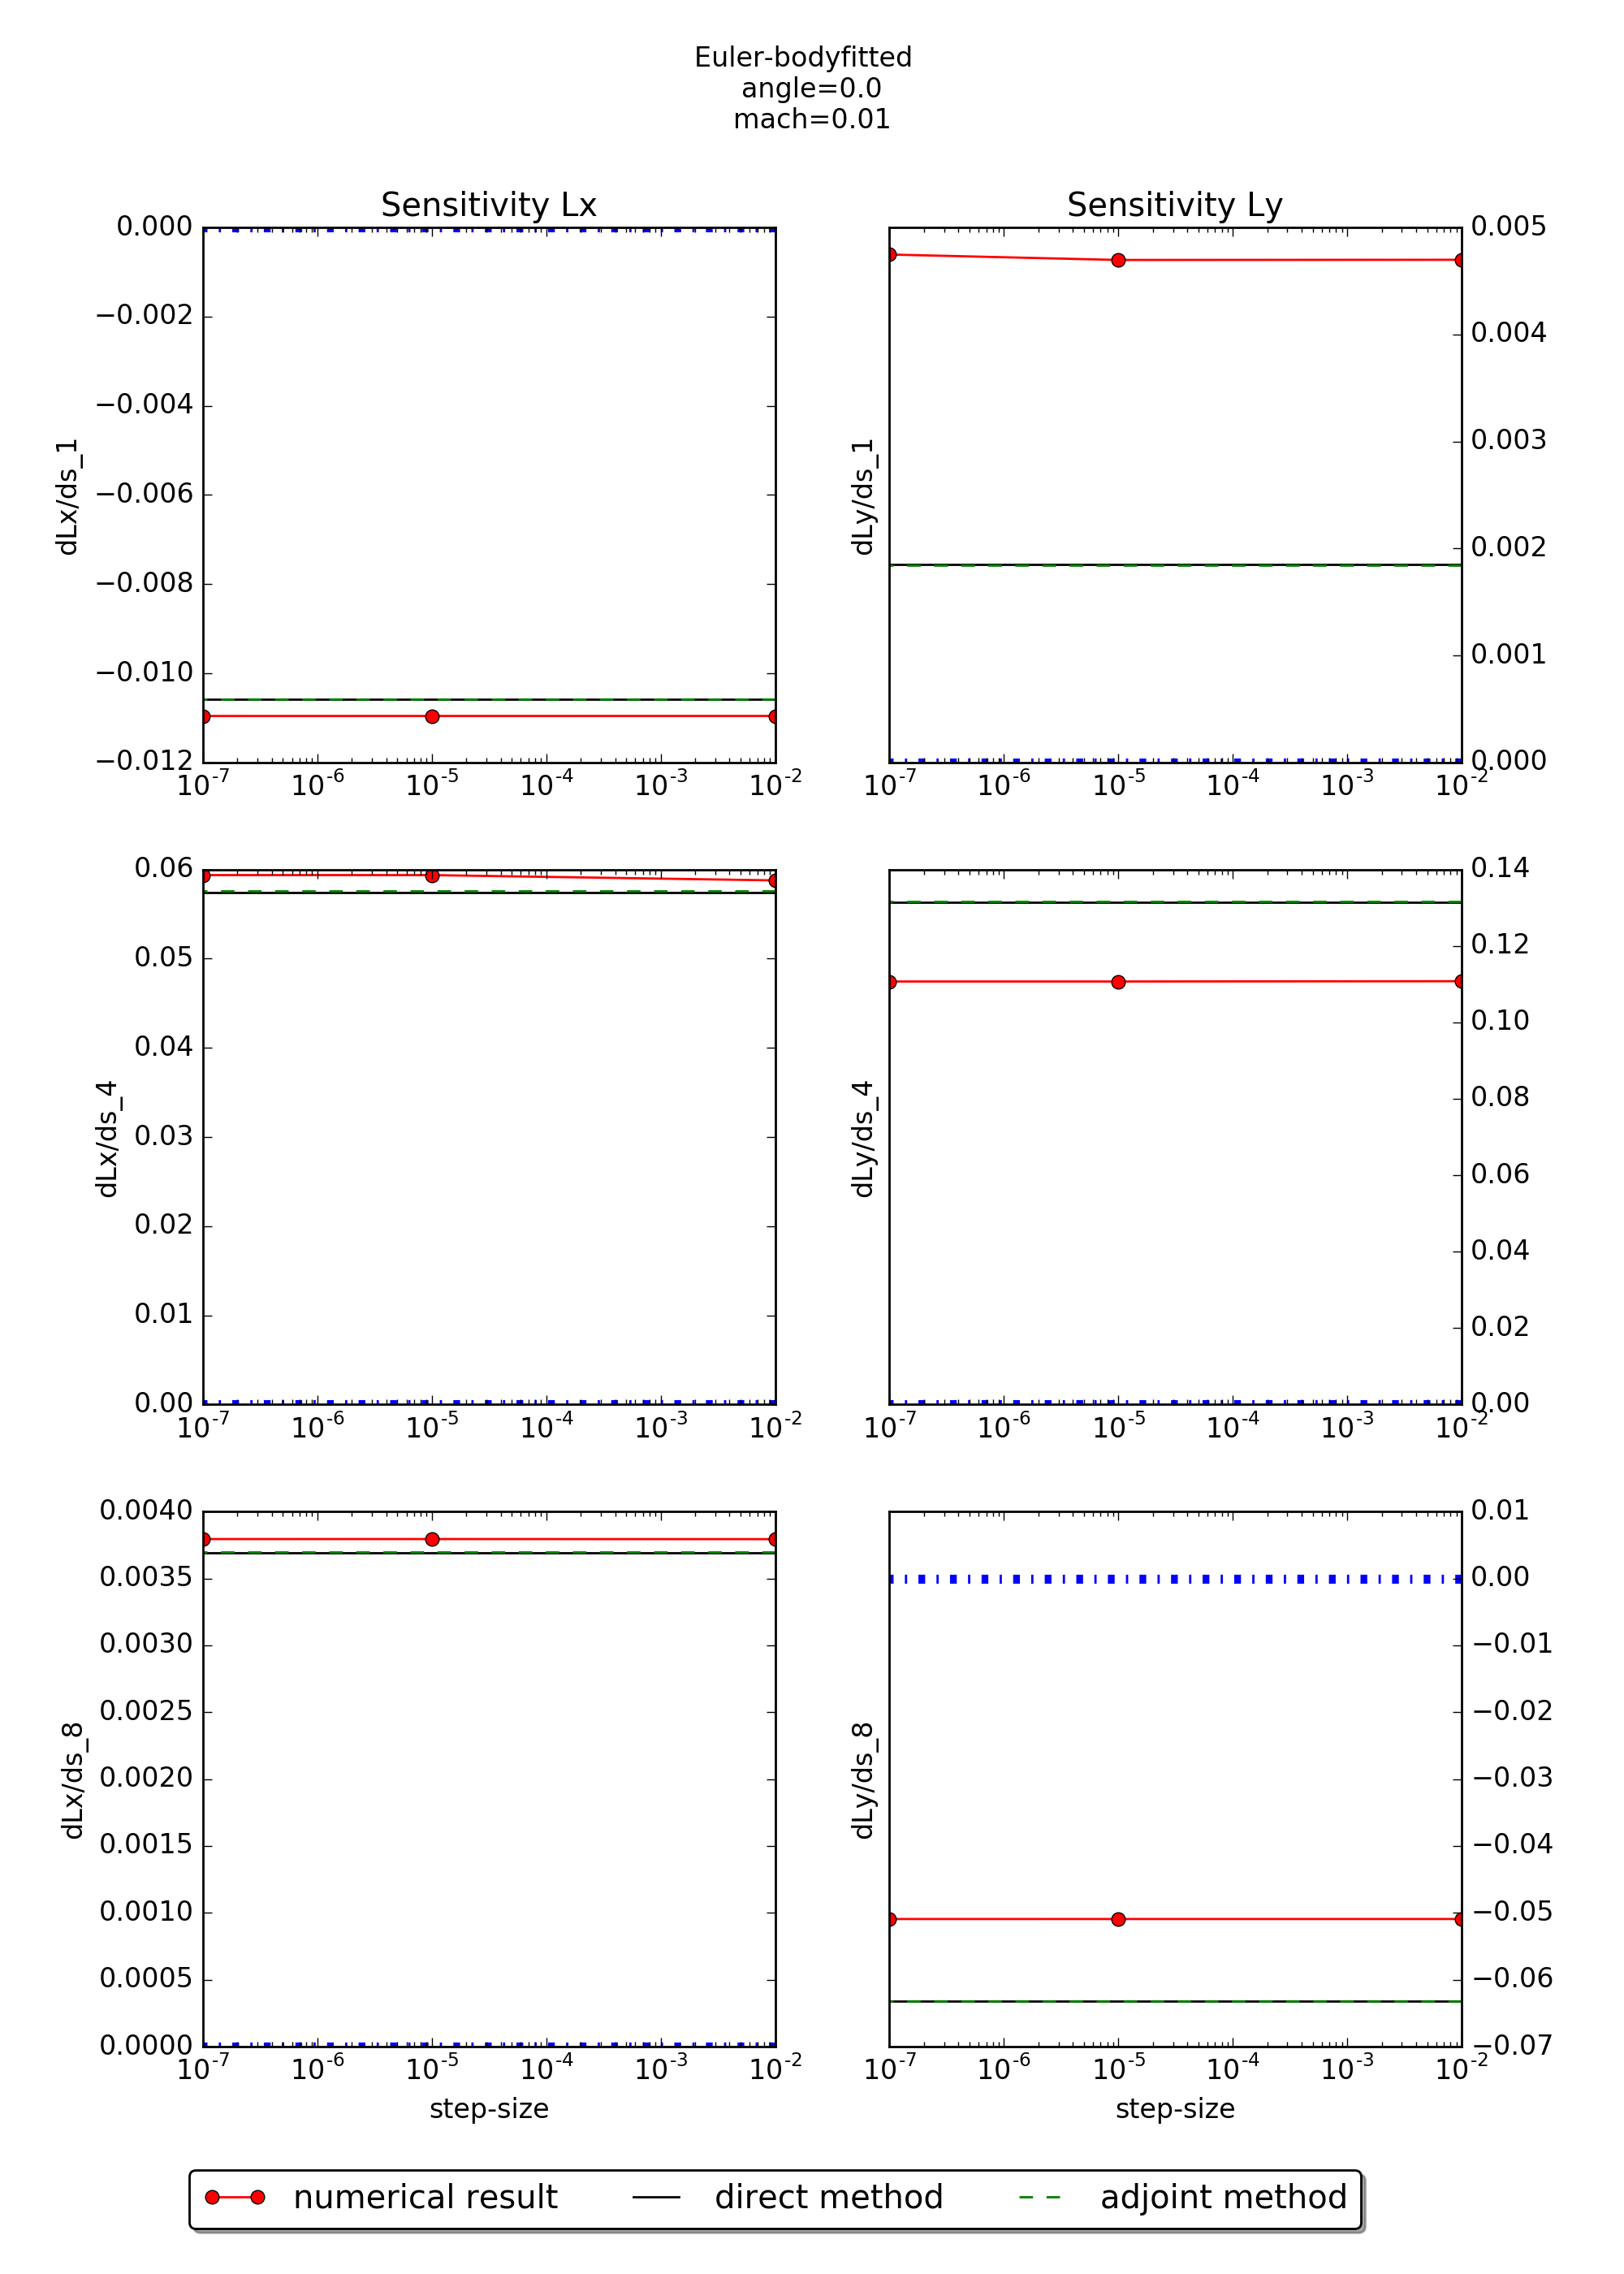 Euler-bodyfitted
angle=0.0
mach=0.01
Sensitivity Lx
0.000
−0.002
−0.004
−0.006
−0.008
−0.010
−0.012
dLx/ds_1
10-7 10-6 10-5 10-4 10-3 10-2
Sensitivity Ly
0.005
0.004
0.003
0.002
0.001
0.000
dLy/ds_1
10-7 10-6 10-5 10-4 10-3 10-2
0.06
0.05
0.04
0.03
0.02
0.01
0.00
dLx/ds_4
10-7 10-6 10-5 10-4 10-3 10-2
0.14
0.12
0.10
0.08
0.06
0.04
0.02
0.00
dLy/ds_4
10-7 10-6 10-5 10-4 10-3 10-2
0.0040
0.0035
0.0030
0.0025
0.0020
0.0015
0.0010
0.0005
0.0000
dLx/ds_8
10-7 10-6 10-5 10-4 10-3 10-2
step-size
0.01
0.00
−0.01
−0.02
−0.03
−0.04
−0.05
−0.06
−0.07
dLy/ds_8
10-7 10-6 10-5 10-4 10-3 10-2
step-size
numerical result direct method adjoint method